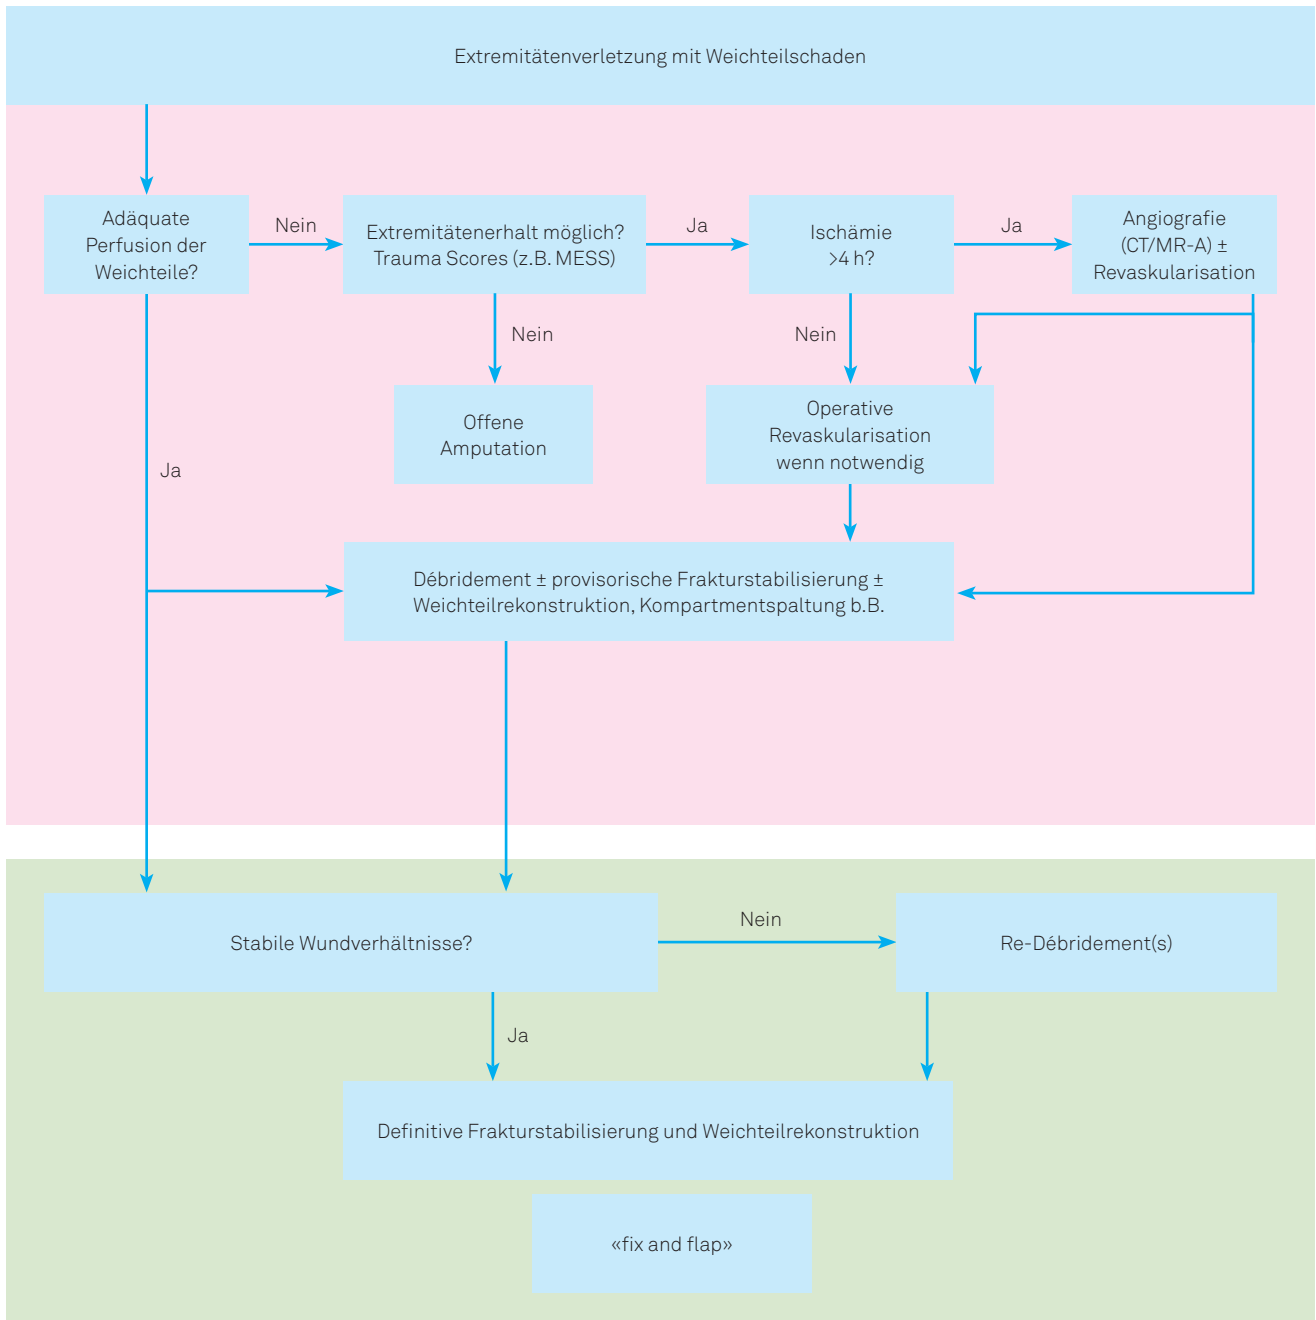 Extremitätenverletzung mit Weichteilschaden
Adäquate
Perfusion der
Weichteile?
Nein
Extremitätenerhalt möglich?
Trauma Scores (z.B. MESS)
Ja
Ischämie
>4 h?
Ja
Angiografie
(CT/MR-A) ±
Revaskularisation
Nein
Nein
Offene
Amputation
Operative
Revaskularisation
wenn notwendig
Ja
Débridement ± provisorische Frakturstabilisierung ±
Weichteilrekonstruktion, Kompartmentspaltung b.B.
Stabile Wundverhältnisse?
Nein
Re-Débridement(s)
Ja
Definitive Frakturstabilisierung und Weichteilrekonstruktion
«fix and flap»